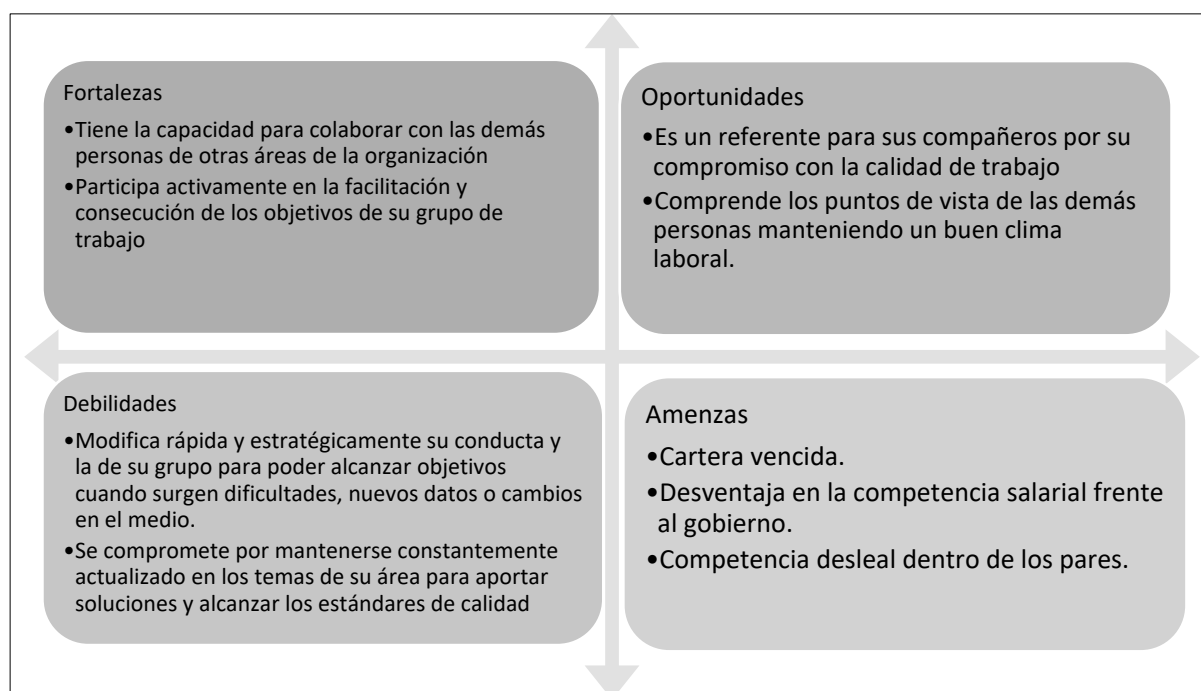 Fortalezas
•Tiene la capacidad para colaborar con las demás
personas de otras áreas de la organización
•Participa activamente en la facilitación y
consecución de los objetivos de su grupo de
trabajo
Oportunidades
•Es un referente para sus compañeros por su
compromiso con la calidad de trabajo
•Comprende los puntos de vista de las demás
personas manteniendo un buen clima
laboral.
Debilidades
•Modifica rápida y estratégicamente su conducta y
la de su grupo para poder alcanzar objetivos
cuando surgen dificultades, nuevos datos o cambios
en el medio.
•Se compromete por mantenerse constantemente
actualizado en los temas de su área para aportar
soluciones y alcanzar los estándares de calidad
Amenzas
•Cartera vencida.
•Desventaja en la competencia salarial frente
al gobierno.
•Competencia desleal dentro de los pares.